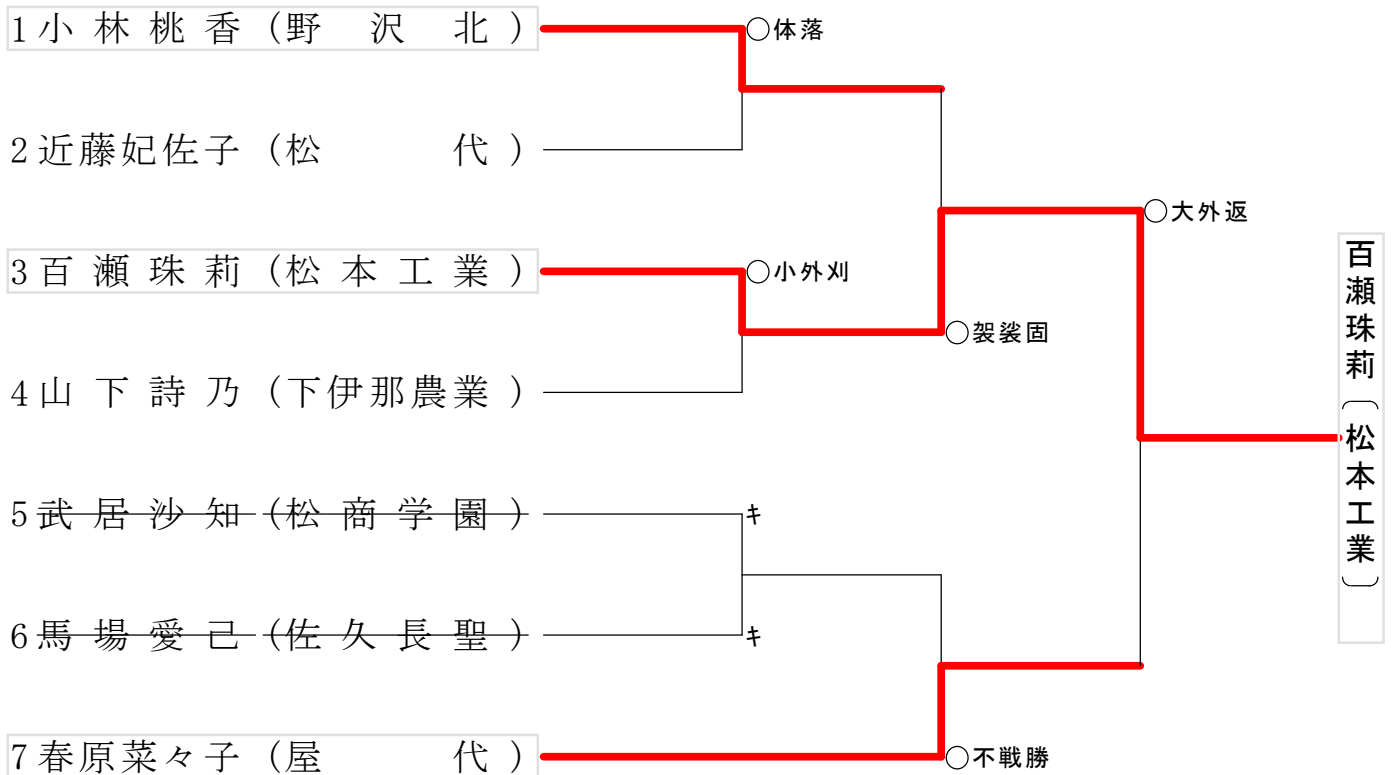 1 小林桃香 (野沢北) ○体落
2 近藤妃佐子 (松代)
○大外返
3 百瀬珠莉 (松本工業) ○小外刈
○袈裟固
4 山下詩乃 (下伊那農業)
百瀬珠莉(松本工業)
5 武居沙知 (松商学園) キ
6 馬場愛己 (佐久長聖) キ
7 春原菜々子 (屋代) ○不戦勝